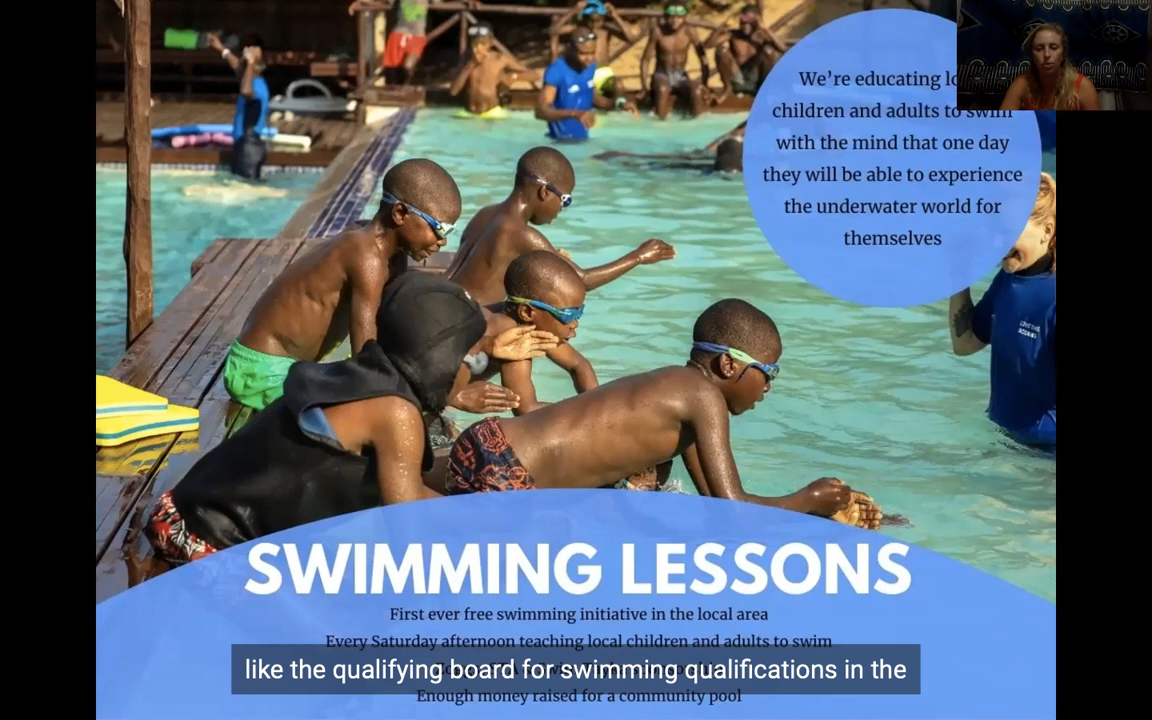 We're educating
children and adults to swim
with the mind that one day
they will be able to experience
the underwater world for
themselves
LOVE THE
OCEANS
SWIMMING LESSONS
First ever free swimming initiative in the local area
Every Saturday afternoon teaching local children and adults to swim
like the qualifying board for swimming qualifications in the
Enough money raised for a community pool